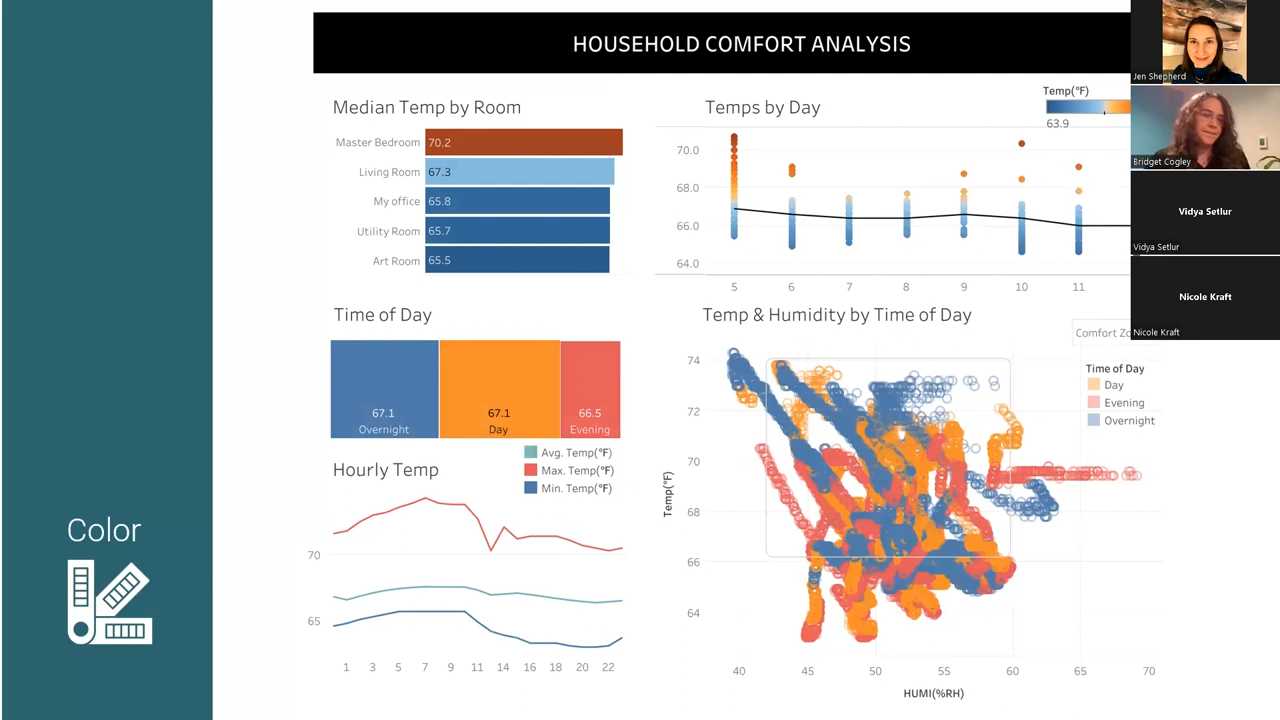 HOUSEHOLD COMFORT ANALYSIS
Jen Shepherd
Bridget Cogley
Vidya Setlur
Vidya Setlur
Nicole Kraft
Nicole Kraft
Color
Median Temp by Room
Master Bedroom 70.2
Living Room 67.3
My office 65.8
Utility Room 65.7
Art Room 65.5
Temps by Day
Temp(°F)
63.9
70.0
68.0
66.0
64.0
5 6 7 8 9 10 11
Time of Day
67.1 67.1 66.5
Overnight Day Evening
Hourly Temp
Avg. Temp(°F)
Max. Temp(°F)
Min. Temp(°F)
70
65
1 3 5 7 9 11 14 16 18 20 22
Temp & Humidity by Time of Day
Comfort Zo
Time of Day
Day
Evening
Overnight
Temp(°F)
74
72
70
68
66
64
40 45 50 55 60 65 70
HUMI(%RH)